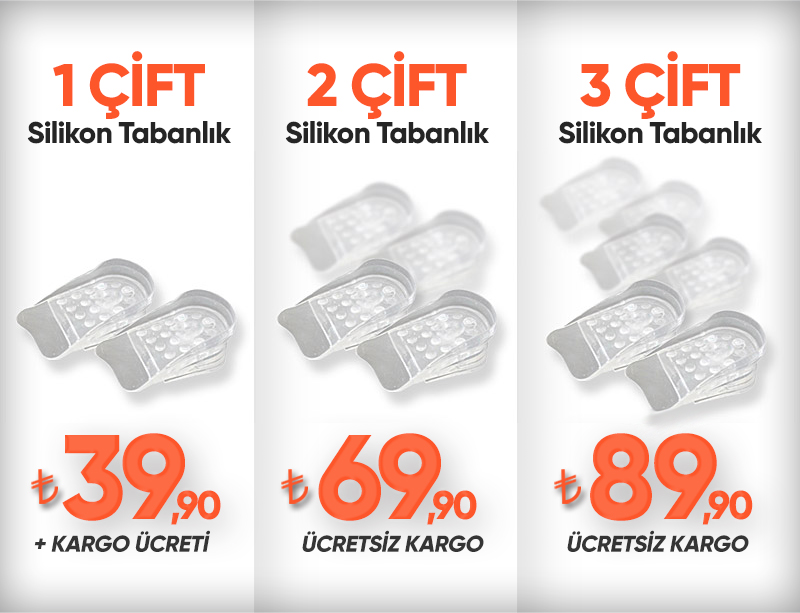 1 ÇİFT
Silikon Tabanlık
₺39,90
+ KARGO ÜCRETİ
2 ÇİFT
Silikon Tabanlık
₺69,90
ÜCRETSİZ KARGO
3 ÇİFT
Silikon Tabanlık
₺89,90
ÜCRETSİZ KARGO